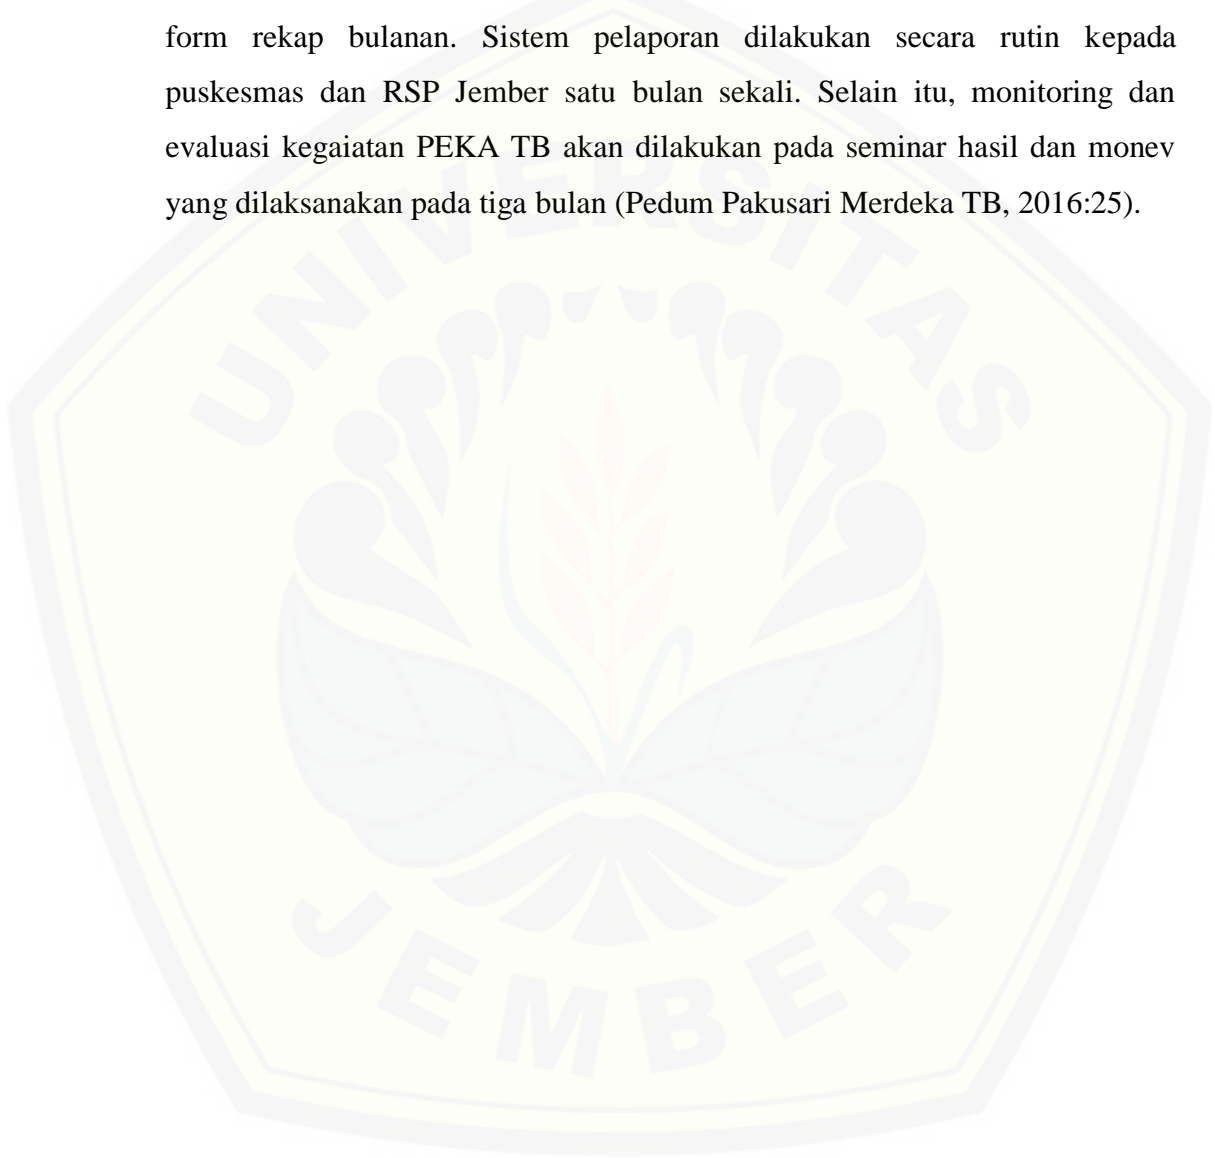 form rekap bulanan. Sistem pelaporan dilakukan secara rutin kepada
puskesmas dan RSP Jember satu bulan sekali. Selain itu, monitoring dan
evaluasi kegaiatan PEKA TB akan dilakukan pada seminar hasil dan monev
yang dilaksanakan pada tiga bulan (Pedum Pakusari Merdeka TB, 2016:25).
UNIVERSITAS
JEMBER